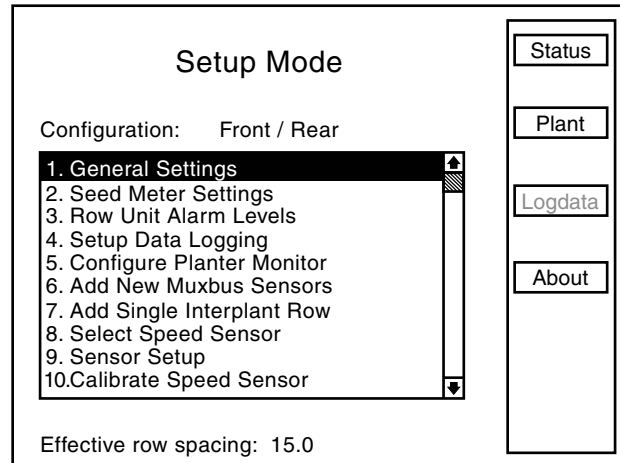 Setup Mode
Configuration: Front / Rear
1. General Settings
2. Seed Meter Settings
3. Row Unit Alarm Levels
4. Setup Data Logging
5. Configure Planter Monitor
6. Add New Muxbus Sensors
7. Add Single Interplant Row
8. Select Speed Sensor
9. Sensor Setup
10.Calibrate Speed Sensor
Effective row spacing: 15.0
Status
Plant
Logdata
About